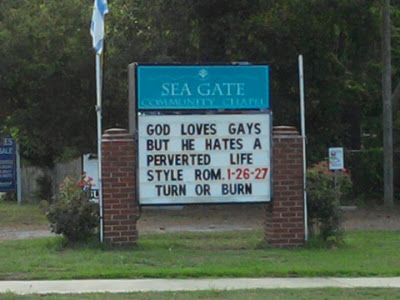 SEA GATE
COMMUNITY CHAPEL
GOD LOVES GAYS
BUT HE HATES A
PERVERTED LIFE
STYLE ROM. 1-26-27
TURN OR BURN